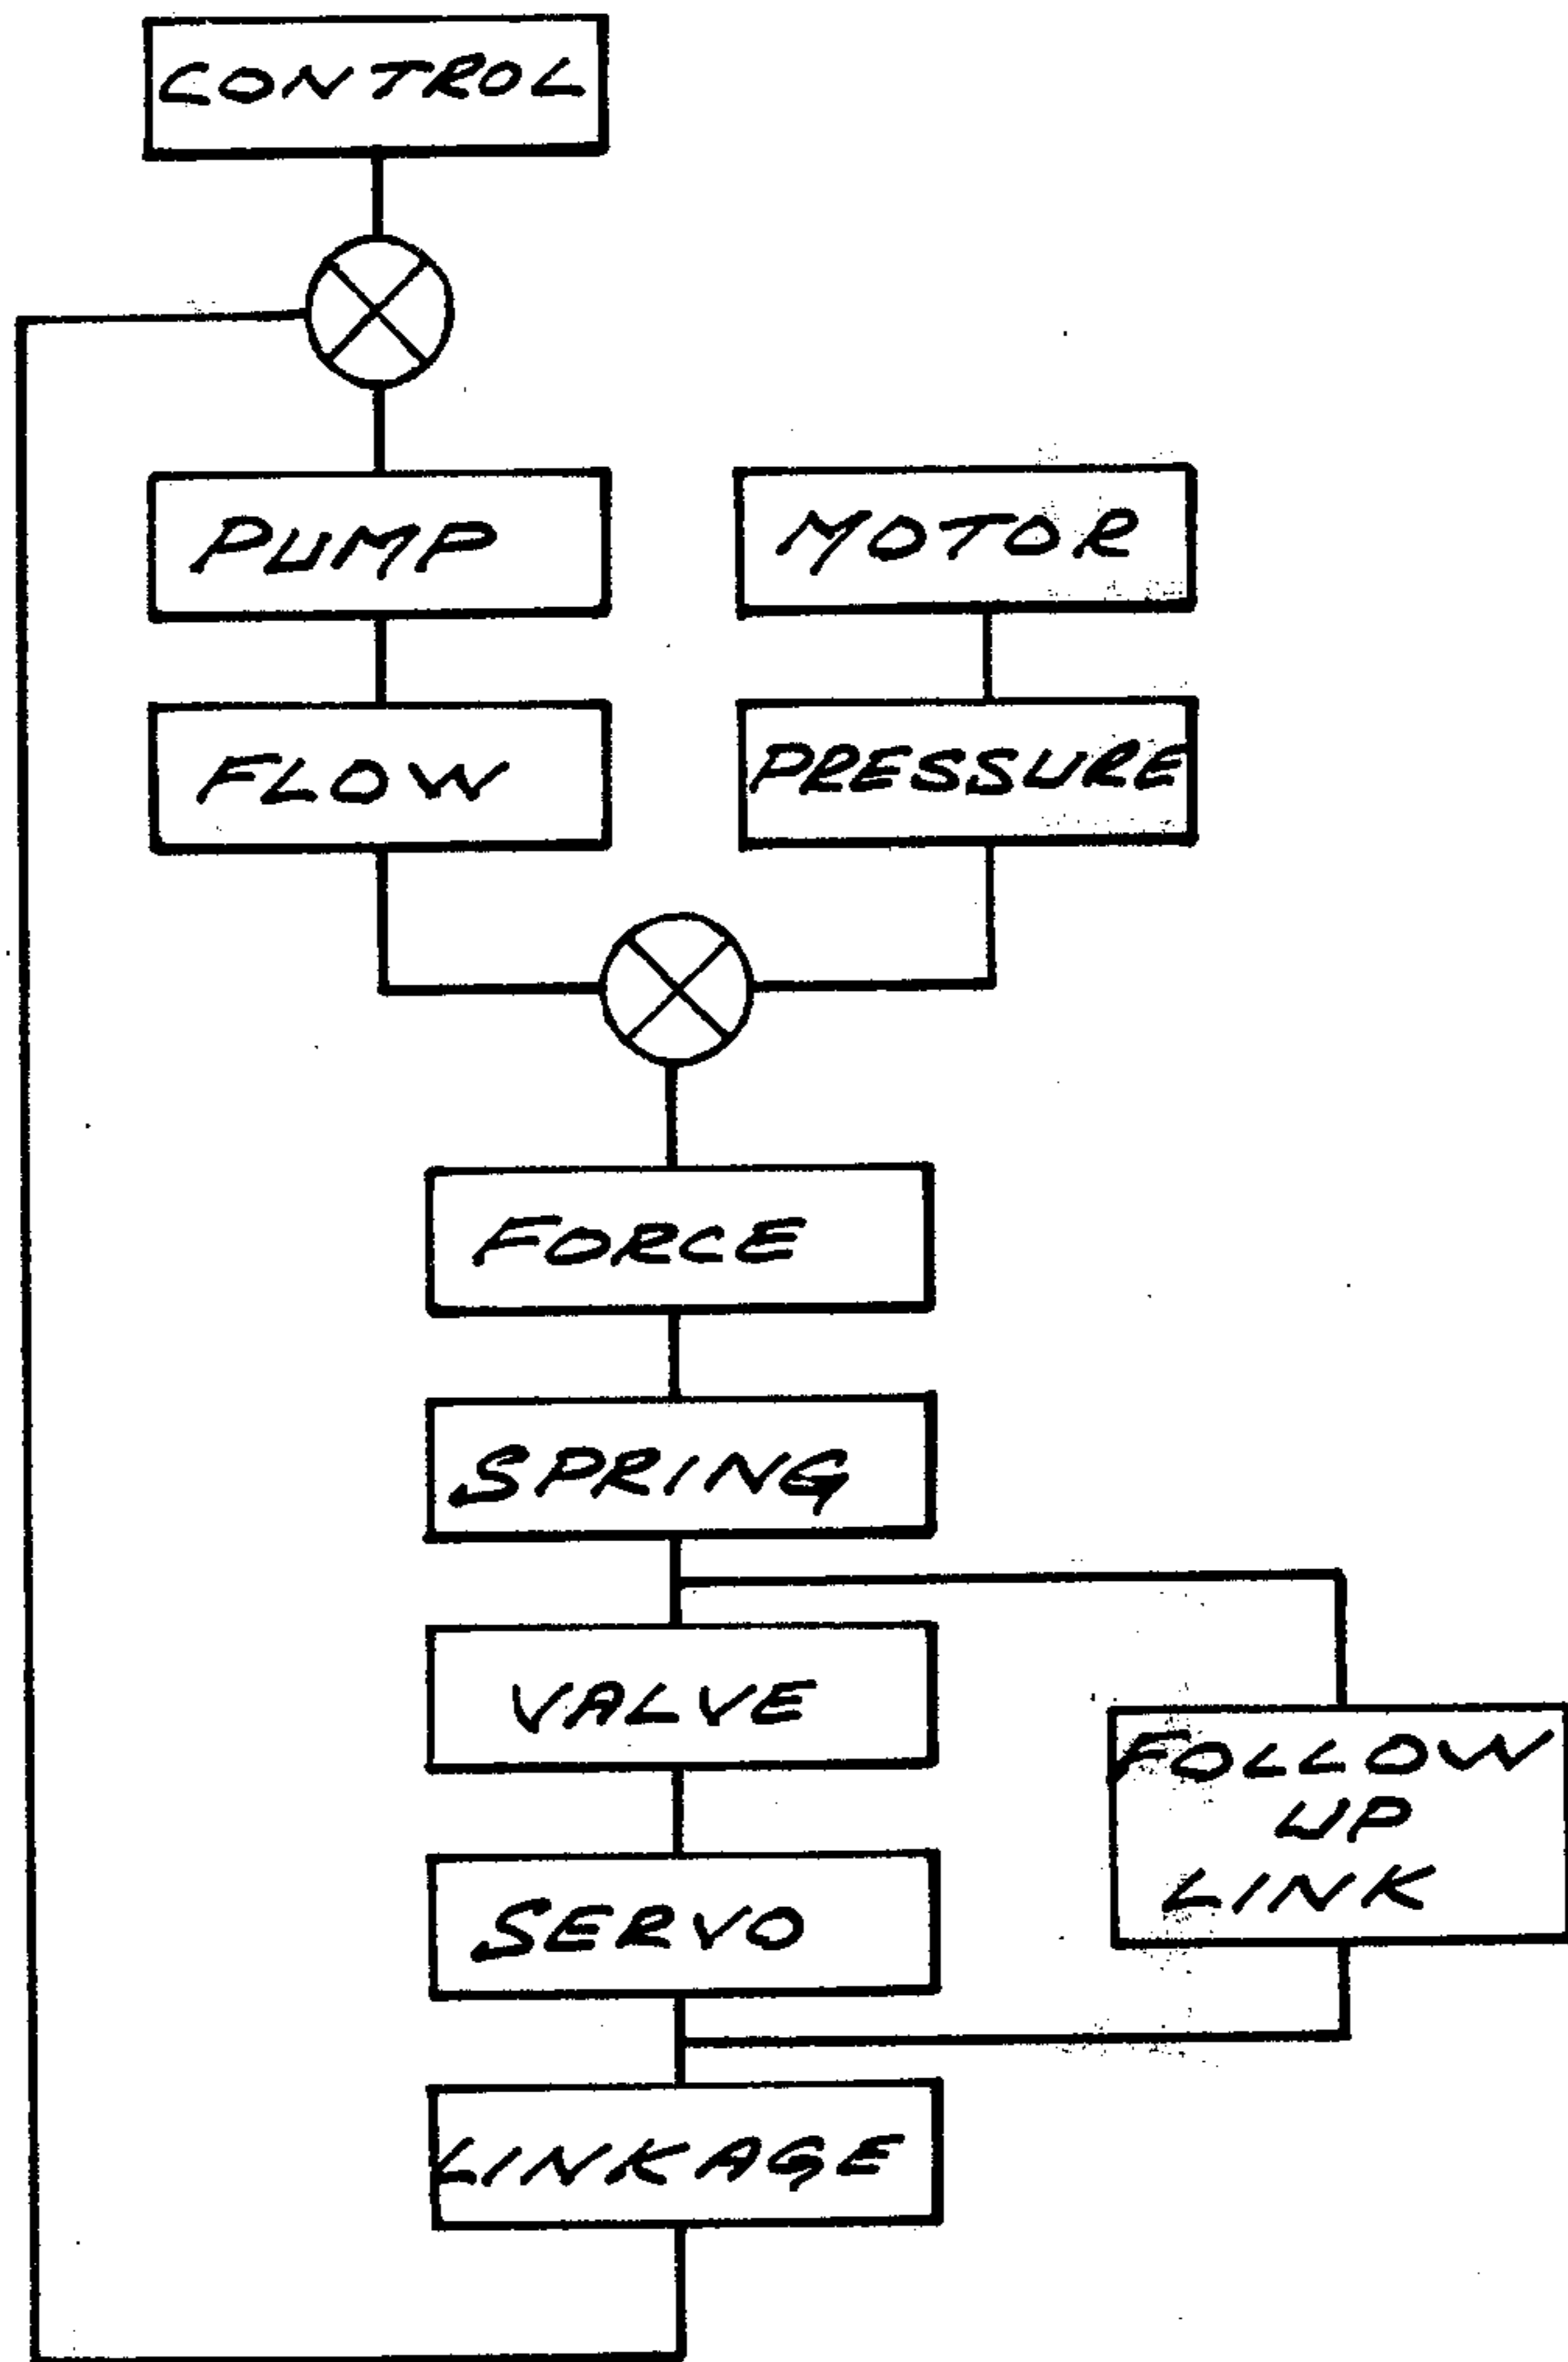 CONTROL
PUMP
MOTOR
FLOW
PRESSURE
FORCE
SPRING
VALVE
FOLLOW
UP
LINK
SERVO
LINKAGE